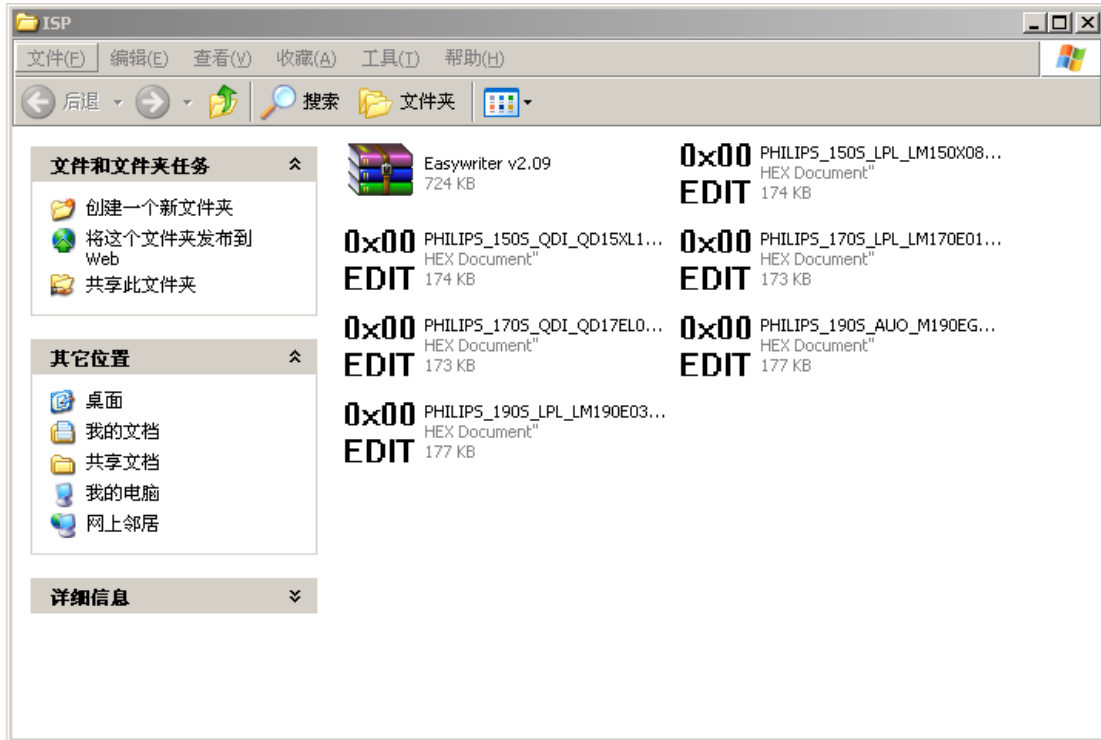 ISP
文件(F) 编辑(E) 查看(V) 收藏(A) 工具(T) 帮助(H)
后退 搜索 文件夹
文件和文件夹任务
创建一个新文件夹
将这个文件夹发布到
Web
共享此文件夹
其它位置
桌面
我的文档
共享文档
我的电脑
网上邻居
详细信息
Easywriter v2.09
724 KB
0x00
EDIT
PHILIPS_150S_LPL_LM150X08...
HEX Document"
174 KB
0x00
EDIT
PHILIPS_150S_QDI_QD15XL1...
HEX Document"
174 KB
0x00
EDIT
PHILIPS_170S_LPL_LM170E01...
HEX Document"
173 KB
0x00
EDIT
PHILIPS_170S_QDI_QD17EL0...
HEX Document"
173 KB
0x00
EDIT
PHILIPS_190S_AUO_M190EG...
HEX Document"
177 KB
0x00
EDIT
PHILIPS_190S_LPL_LM190E03...
HEX Document"
177 KB